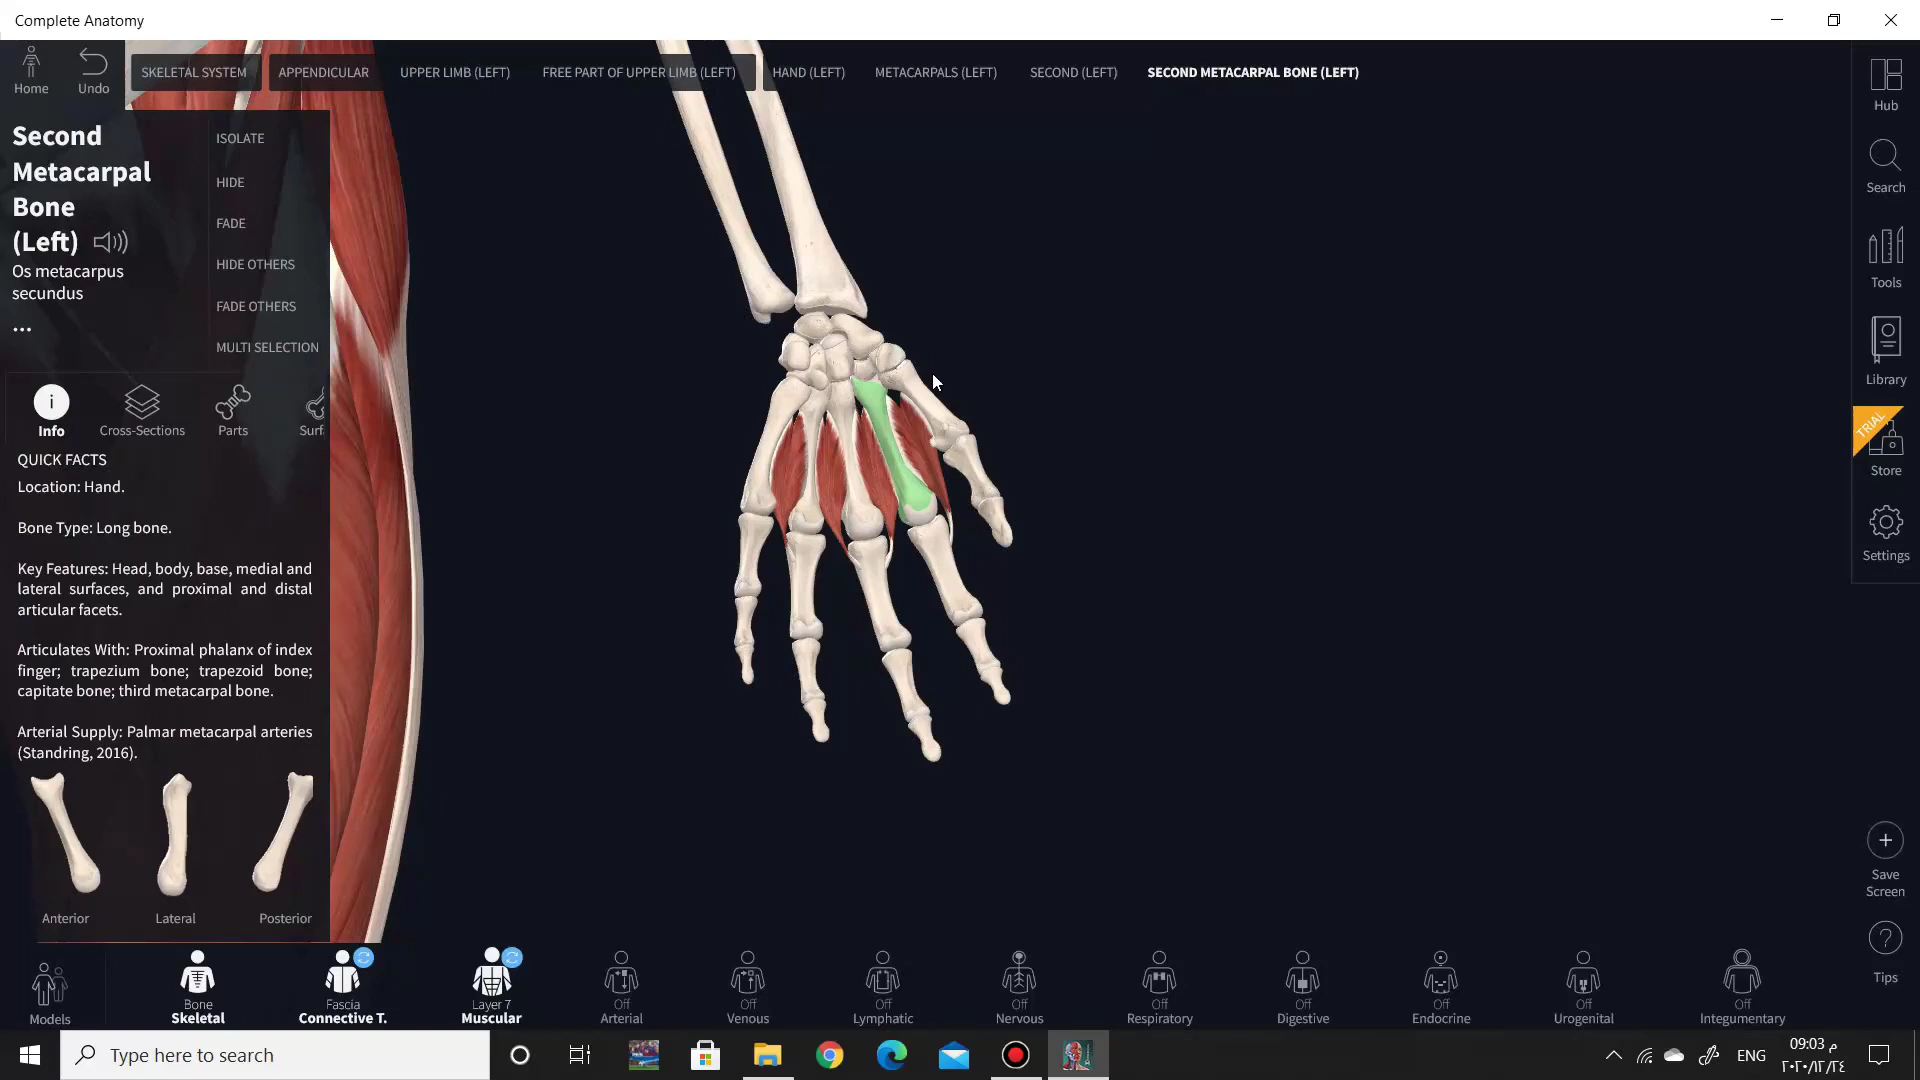 Complete Anatomy
Home
Undo
SKELETAL SYSTEM
APPENDICULAR
UPPER LIMB (LEFT)
FREE PART OF UPPER LIMB (LEFT)
HAND (LEFT)
METACARPALS (LEFT)
SECOND (LEFT)
SECOND METACARPAL BONE (LEFT)
Second
Metacarpal
Bone
(Left)
Os metacarpus
secundus
...
ISOLATE
HIDE
FADE
HIDE OTHERS
FADE OTHERS
MULTI SELECTION
Info
Cross-Sections
Parts
Surf
QUICK FACTS
Location: Hand.
Bone Type: Long bone.
Key Features: Head, body, base, medial and
lateral surfaces, and proximal and distal
articular facets.
Articulates With: Proximal phalanx of index
finger; trapezium bone; trapezoid bone;
capitate bone; third metacarpal bone.
Arterial Supply: Palmar metacarpal arteries
(Standring, 2016).
Anterior
Lateral
Posterior
Hub
Search
Tools
Library
TRIAL
Store
Settings
Save
Screen
Tips
Models
Bone
Skeletal
Fascia
Connective T.
Layer 7
Muscular
Off
Arterial
Off
Venous
Off
Lymphatic
Off
Nervous
Off
Respiratory
Off
Digestive
Off
Endocrine
Off
Urogenital
Off
Integumentary
Type here to search
ENG
09:03 م
٢٠٢٠/١٢/٢٤